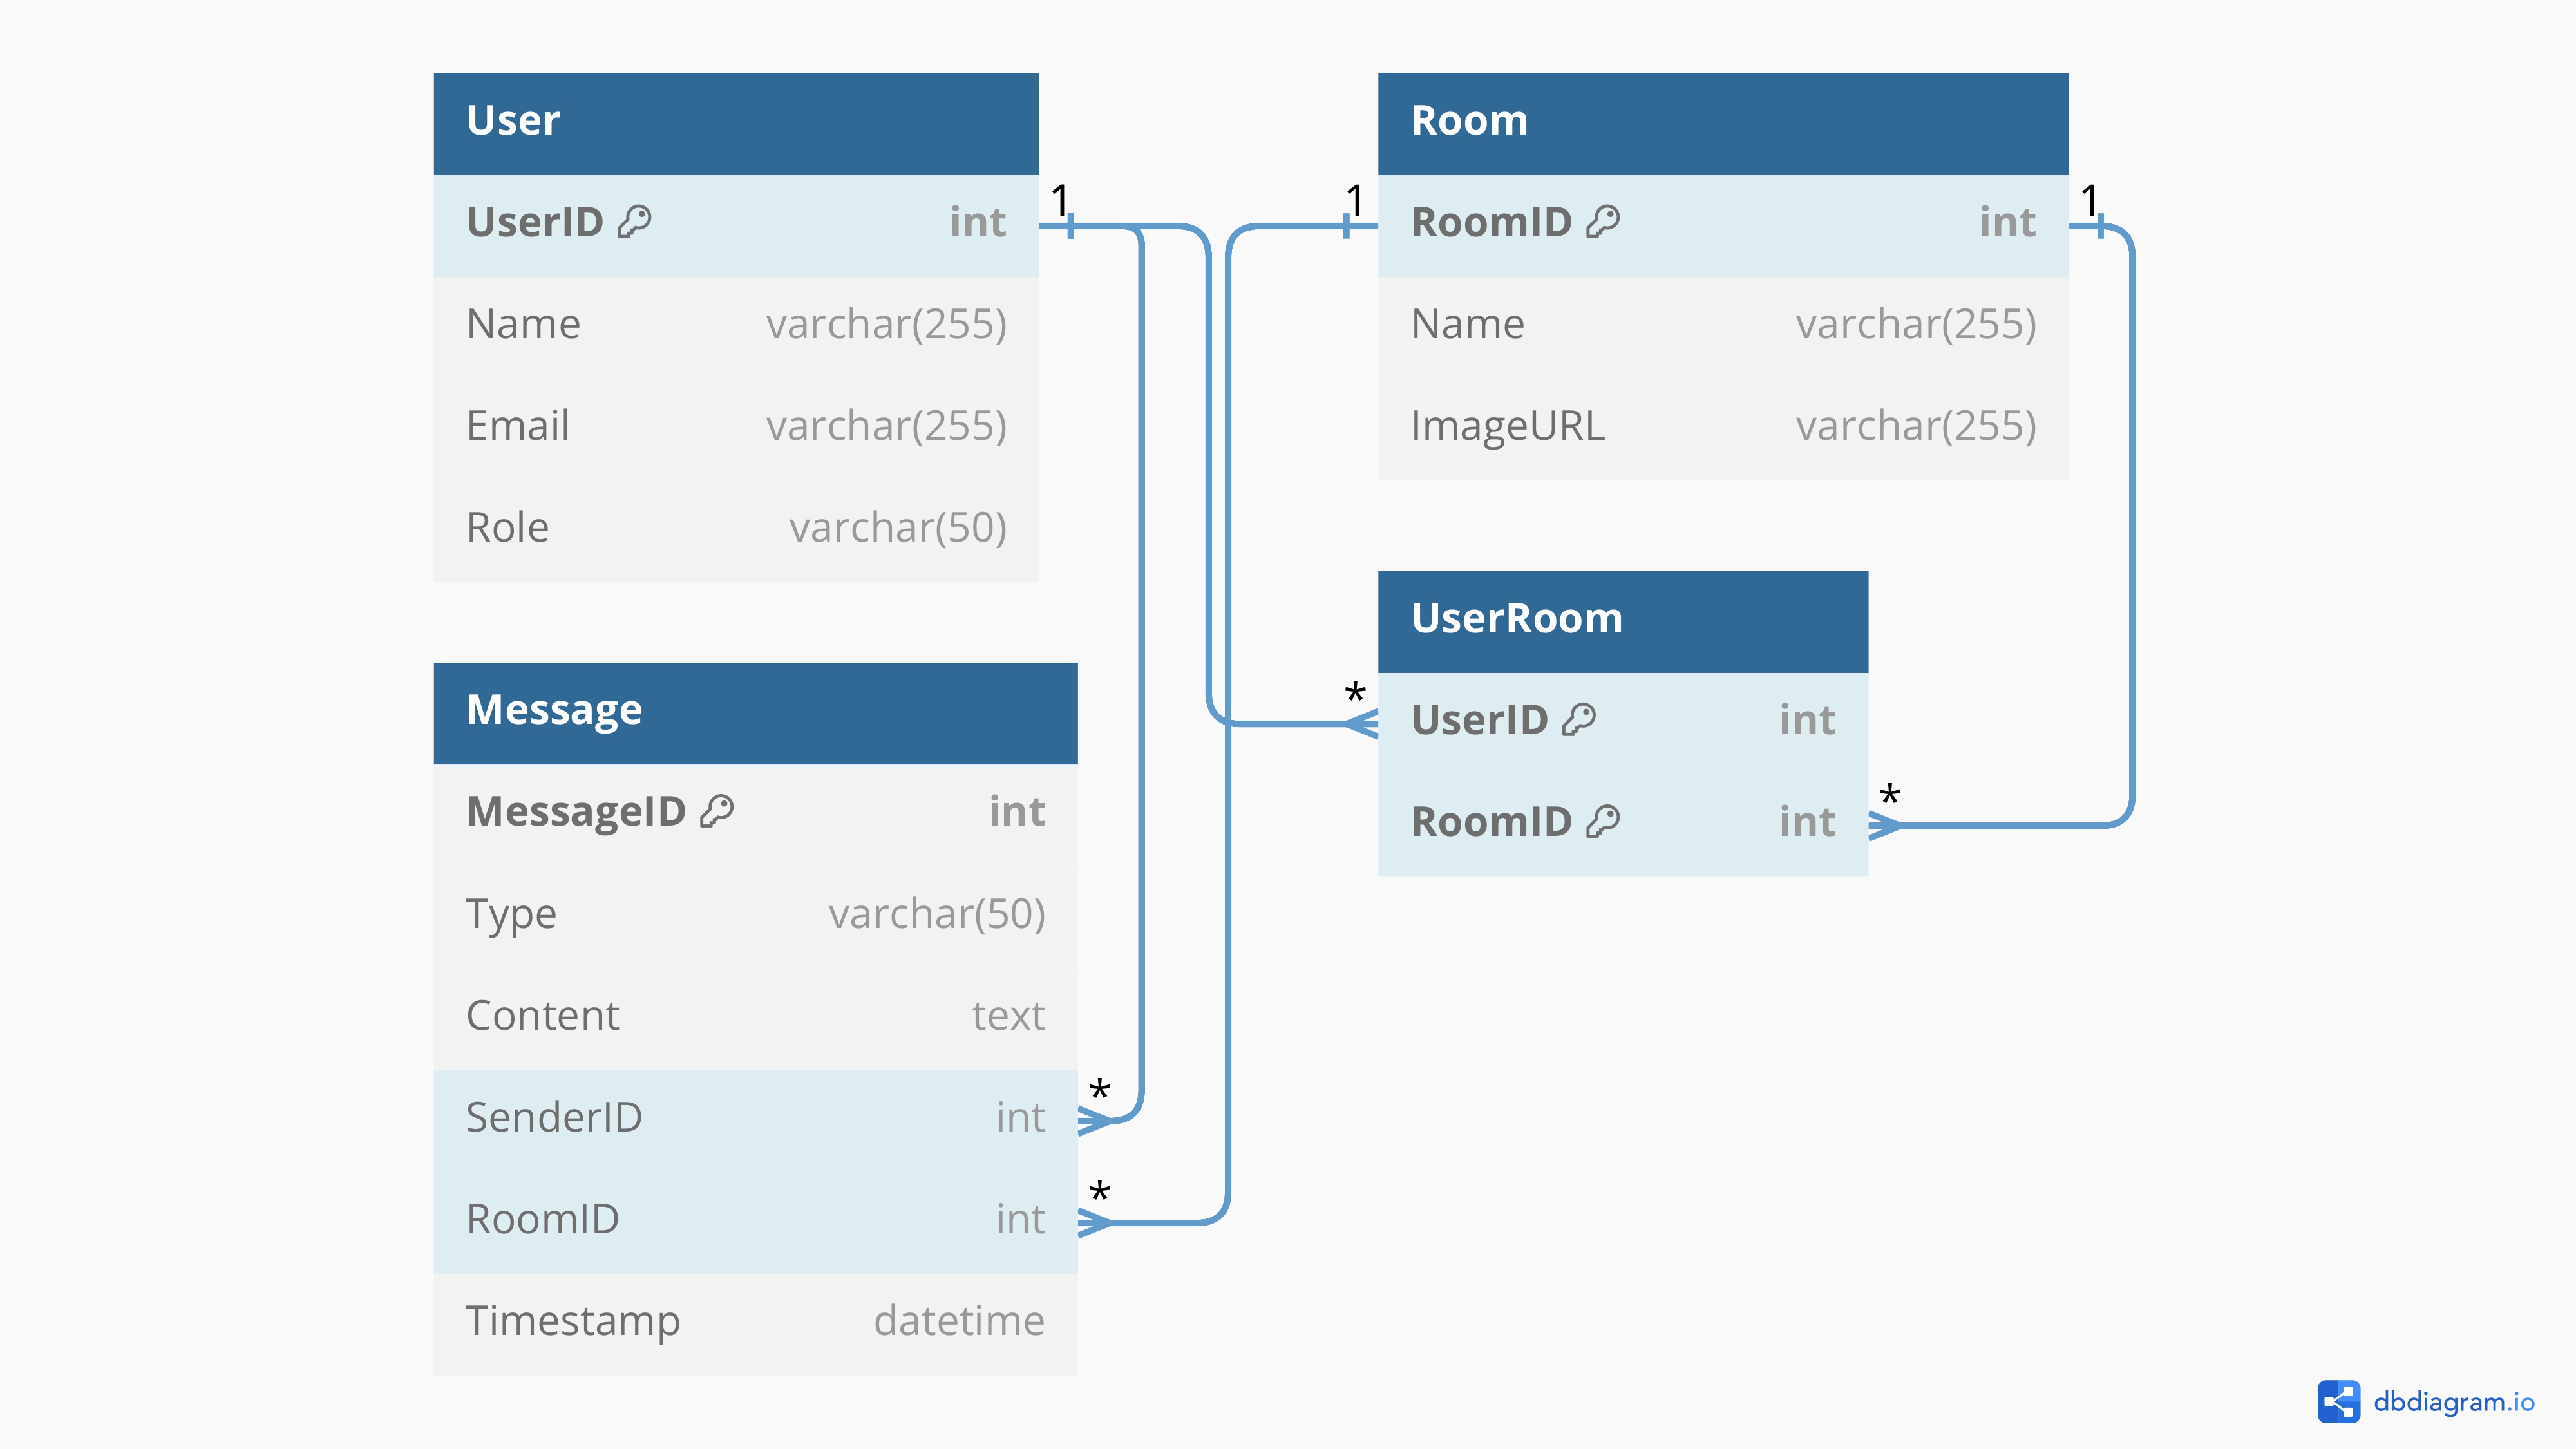 User
1
UserID int
Name varchar(255)
Email varchar(255)
Role varchar(50)
Room
1
1
RoomID int
Name varchar(255)
ImageURL varchar(255)
UserRoom
*
UserID int
RoomID int
*
Message
MessageID int
Type varchar(50)
Content text
SenderID int
*
RoomID int
*
Timestamp datetime
dbdiagram.io